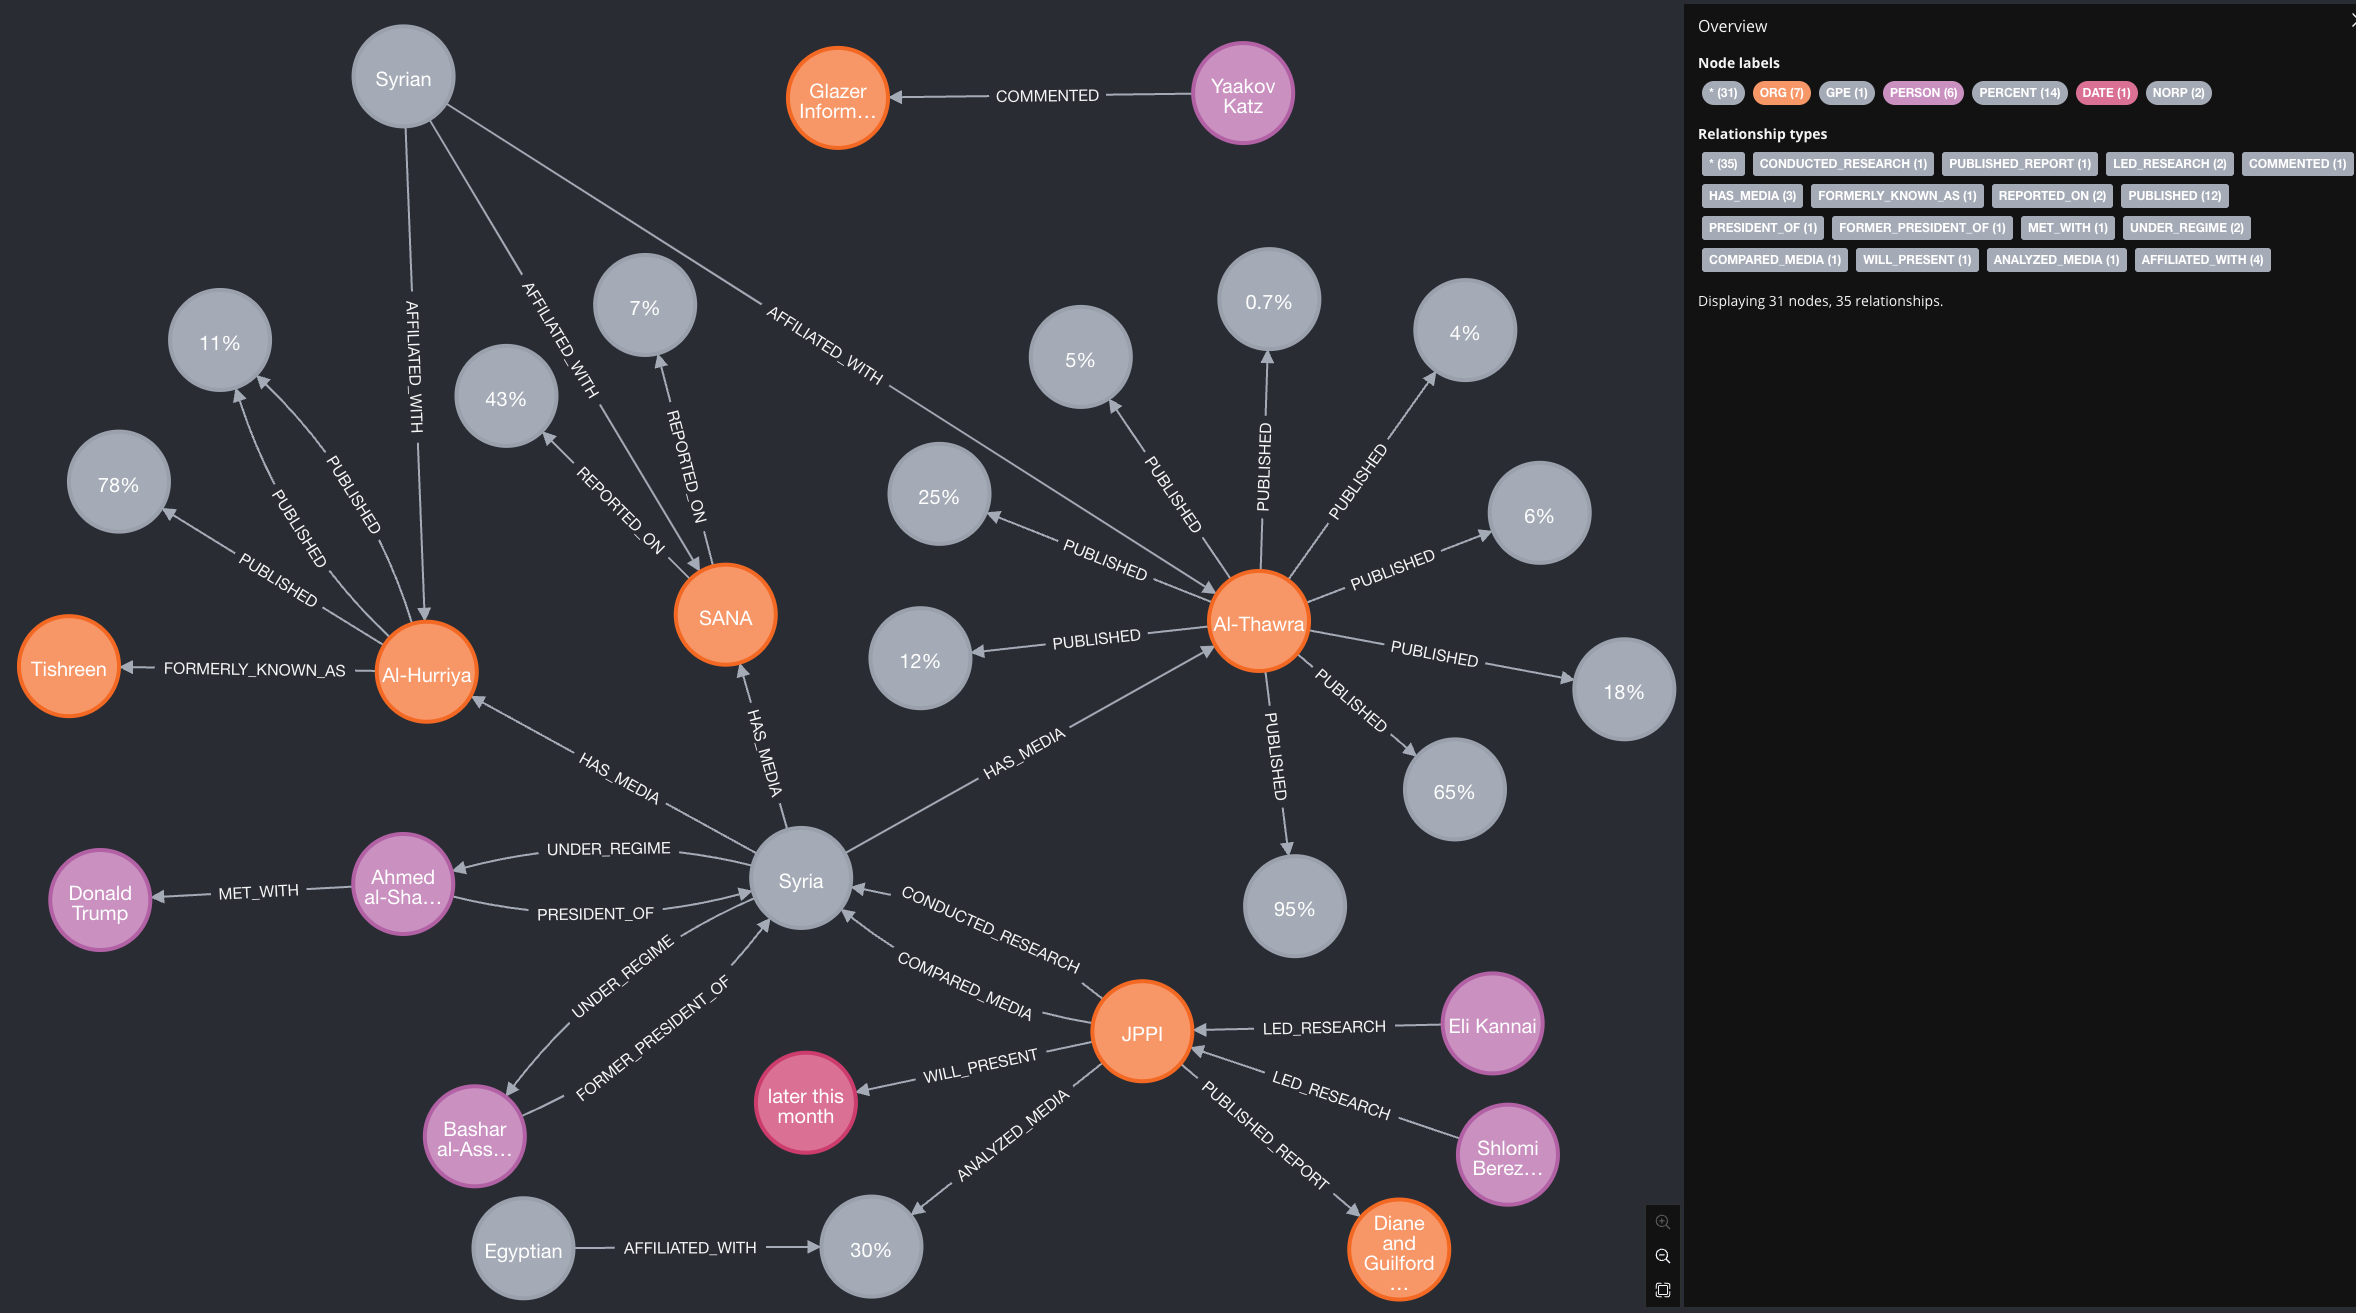 Syrian
Glazer
Inform...
COMMENTED
Yaakov
Katz
AFFILIATED_WITH
AFFILIATED_WITH
AFFILIATED_WITH
11%
78%
43%
7%
PUBLISHED
PUBLISHED
PUBLISHED
REPORTED_ON
REPORTED_ON
Tishreen
FORMERLY_KNOWN_AS
Al-Hurriya
SANA
25%
5%
0.7%
4%
6%
12%
18%
65%
95%
PUBLISHED
PUBLISHED
PUBLISHED
PUBLISHED
PUBLISHED
PUBLISHED
PUBLISHED
PUBLISHED
PUBLISHED
Al-Thawra
HAS_MEDIA
HAS_MEDIA
HAS_MEDIA
Donald
Trump
MET_WITH
Ahmed
al-Sha...
UNDER_REGIME
PRESIDENT_OF
Syria
UNDER_REGIME
FORMER_PRESIDENT_OF
Bashar
al-Ass...
CONDUCTED_RESEARCH
COMPARED_MEDIA
JPPI
LED_RESEARCH
Eli Kannai
LED_RESEARCH
Shlomi
Berez...
WILL_PRESENT
later this
month
ANALYZED_MEDIA
PUBLISHED_REPORT
Diane
and
Guilford
...
Egyptian
AFFILIATED_WITH
30%
Overview
Node labels
* (31) ORG (7) GPE (1) PERSON (6) PERCENT (14) DATE (1) NORP (2)
Relationship types
* (35) CONDUCTED_RESEARCH (1) PUBLISHED_REPORT (1) LED_RESEARCH (2) COMMENTED (1)
HAS_MEDIA (3) FORMERLY_KNOWN_AS (1) REPORTED_ON (2) PUBLISHED (12)
PRESIDENT_OF (1) FORMER_PRESIDENT_OF (1) MET_WITH (1) UNDER_REGIME (2)
COMPARED_MEDIA (1) WILL_PRESENT (1) ANALYZED_MEDIA (1) AFFILIATED_WITH (4)
Displaying 31 nodes, 35 relationships.